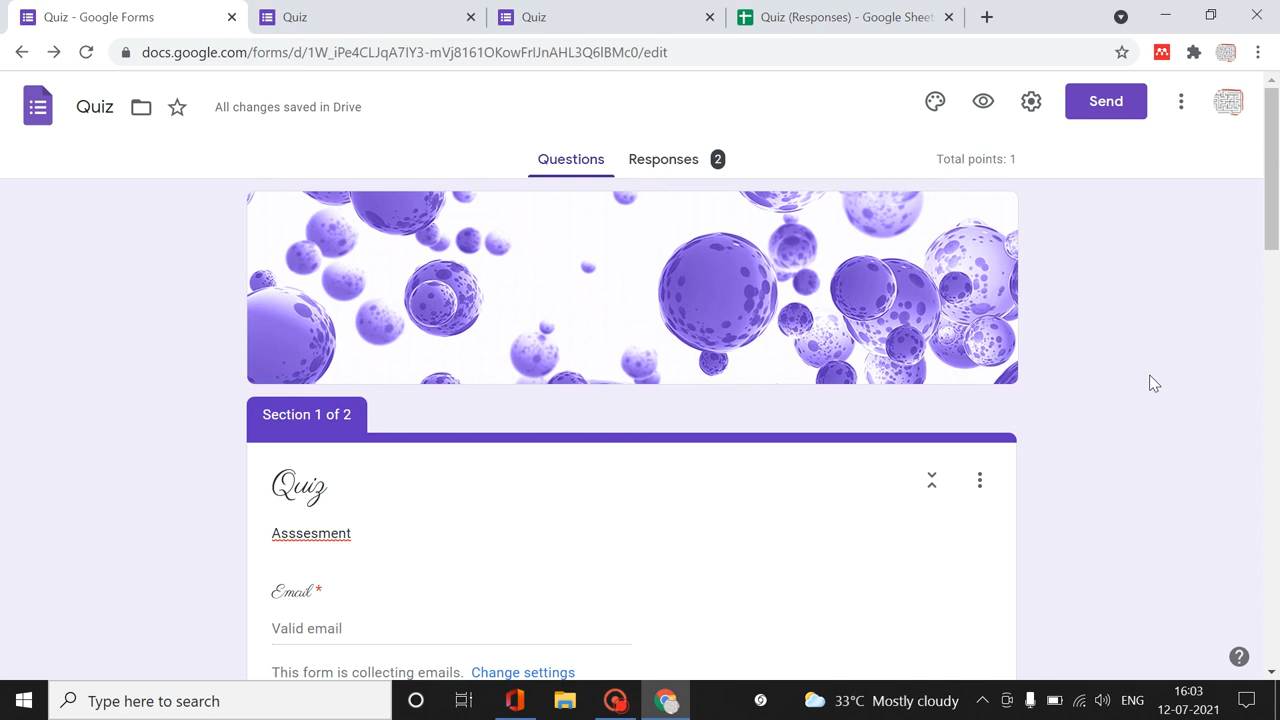 Quiz - Google Forms
Quiz
Quiz
Quiz (Responses) - Google Sheet
docs.google.com/forms/d/1W_iPe4CLJqA7lY3-mVj8161OKowFrlJnAHL3Q6lBMc0/edit
Quiz
All changes saved in Drive
Send
Questions
Responses 2
Total points: 1
Section 1 of 2
Quiz
Asssesment
Email *
Valid email
This form is collecting emails. Change settings
Type here to search
33°C Mostly cloudy
ENG
16:03
12-07-2021